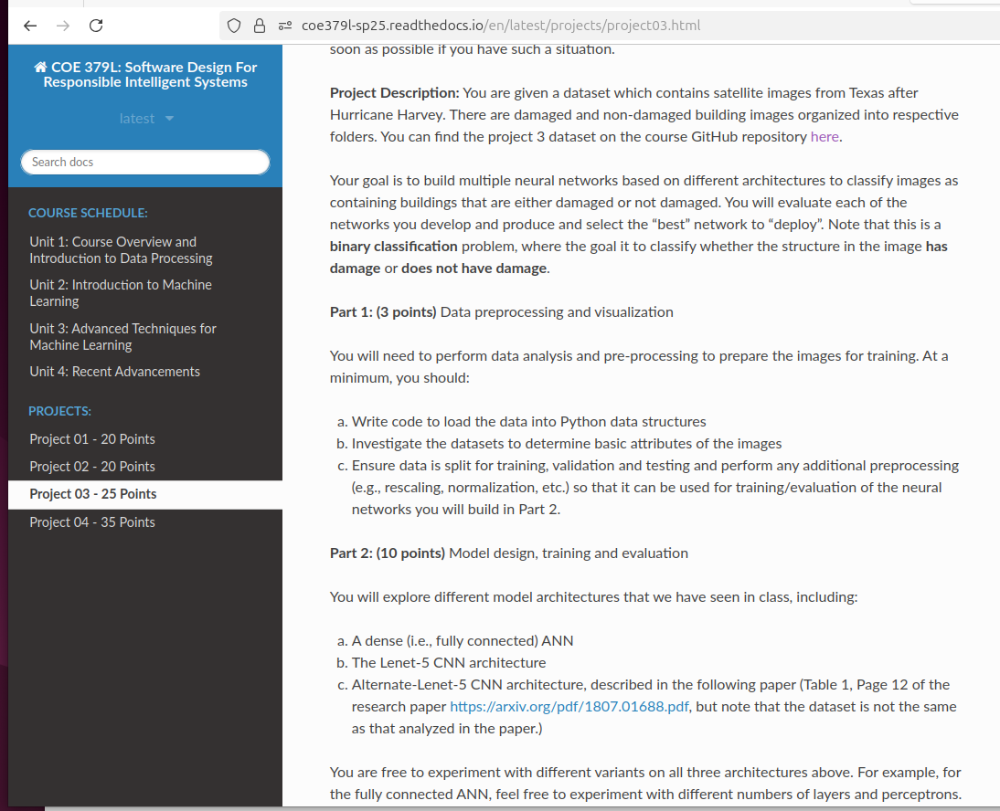 coe379l-sp25.readthedocs.io/en/latest/projects/project03.html
COE 379L: Software Design For
Responsible Intelligent Systems
latest
Search docs
COURSE SCHEDULE:
Unit 1: Course Overview and
Introduction to Data Processing
Unit 2: Introduction to Machine
Learning
Unit 3: Advanced Techniques for
Machine Learning
Unit 4: Recent Advancements
PROJECTS:
Project 01 - 20 Points
Project 02 - 20 Points
Project 03 - 25 Points
Project 04 - 35 Points
soon as possible if you have such a situation.
Project Description: You are given a dataset which contains satellite images from Texas after
Hurricane Harvey. There are damaged and non-damaged building images organized into respective
folders. You can find the project 3 dataset on the course GitHub repository here.
Your goal is to build multiple neural networks based on different architectures to classify images as
containing buildings that are either damaged or not damaged. You will evaluate each of the
networks you develop and produce and select the “best” network to “deploy”. Note that this is a
binary classification problem, where the goal it to classify whether the structure in the image has
damage or does not have damage.
Part 1: (3 points) Data preprocessing and visualization
You will need to perform data analysis and pre-processing to prepare the images for training. At a
minimum, you should:
a. Write code to load the data into Python data structures
b. Investigate the datasets to determine basic attributes of the images
c. Ensure data is split for training, validation and testing and perform any additional preprocessing
(e.g., rescaling, normalization, etc.) so that it can be used for training/evaluation of the neural
networks you will build in Part 2.
Part 2: (10 points) Model design, training and evaluation
You will explore different model architectures that we have seen in class, including:
a. A dense (i.e., fully connected) ANN
b. The Lenet-5 CNN architecture
c. Alternate-Lenet-5 CNN architecture, described in the following paper (Table 1, Page 12 of the
research paper https://arxiv.org/pdf/1807.01688.pdf, but note that the dataset is not the same
as that analyzed in the paper.)
You are free to experiment with different variants on all three architectures above. For example, for
the fully connected ANN, feel free to experiment with different numbers of layers and perceptrons.